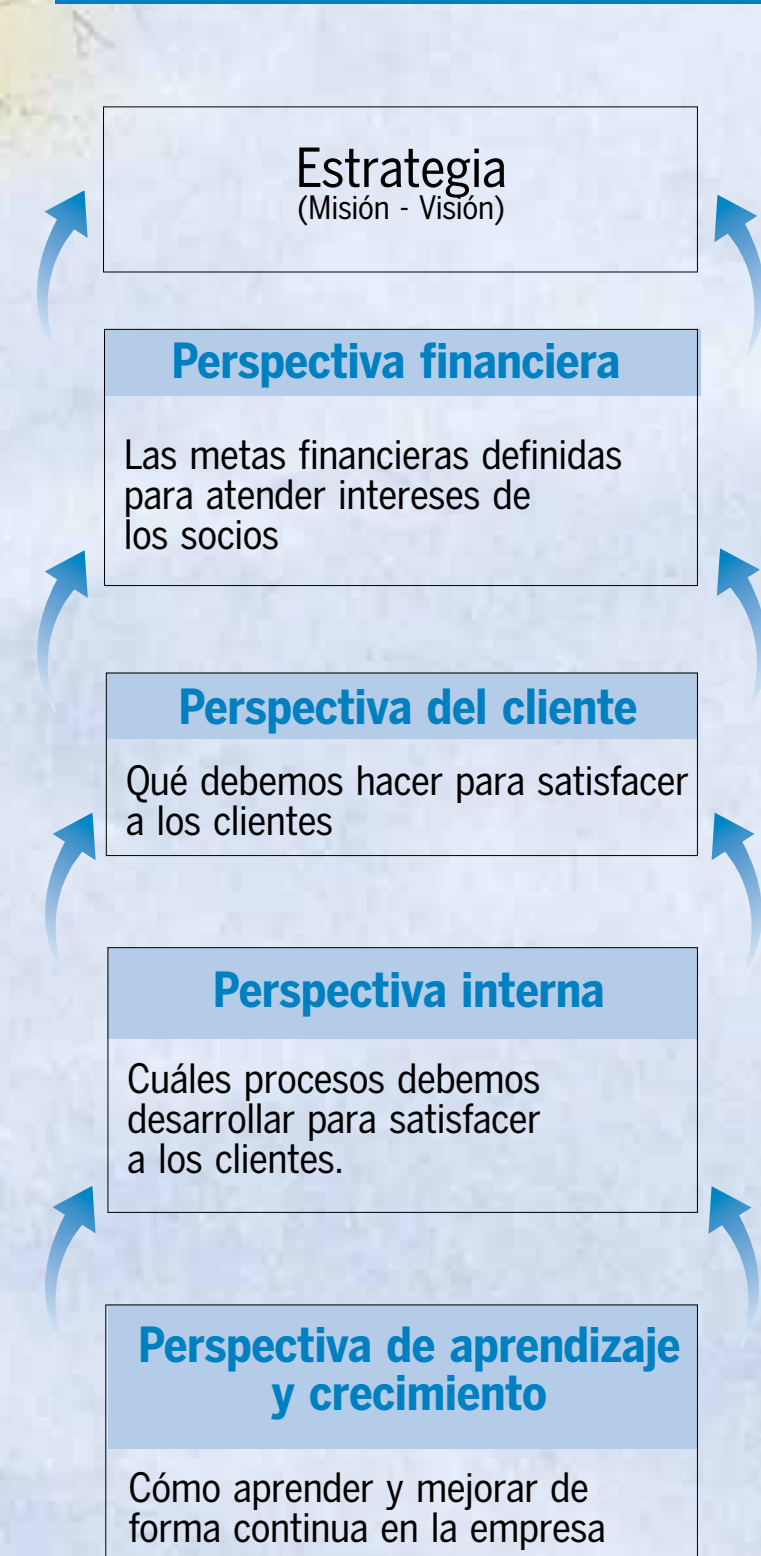 Estrategia
(Misión - Visión)
Perspectiva financiera
Las metas financieras definidas
para atender intereses de
los socios
Perspectiva del cliente
Qué debemos hacer para satisfacer
a los clientes
Perspectiva interna
Cuáles procesos debemos
desarrollar para satisfacer
a los clientes.
Perspectiva de aprendizaje
y crecimiento
Cómo aprender y mejorar de
forma continua en la empresa